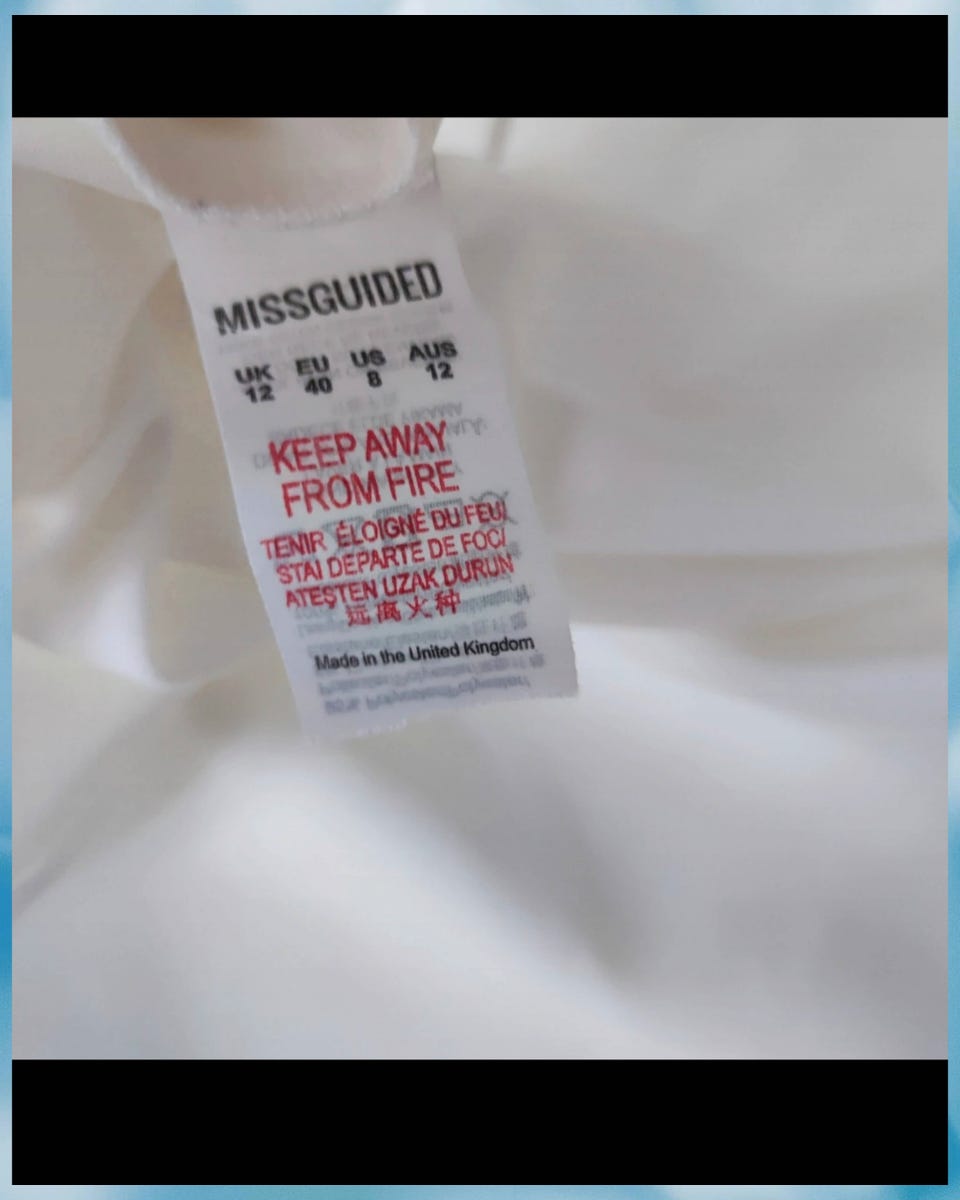 MISSGUIDED
UK EU US AUS
12 40 8 12
KEEP AWAY
FROM FIRE
TENIR ÉLOIGNÉ DU FEU/
STAI DEPARTE DE FOC/
ATEŞTEN UZAK DURUN
远离火种
Made in the United Kingdom